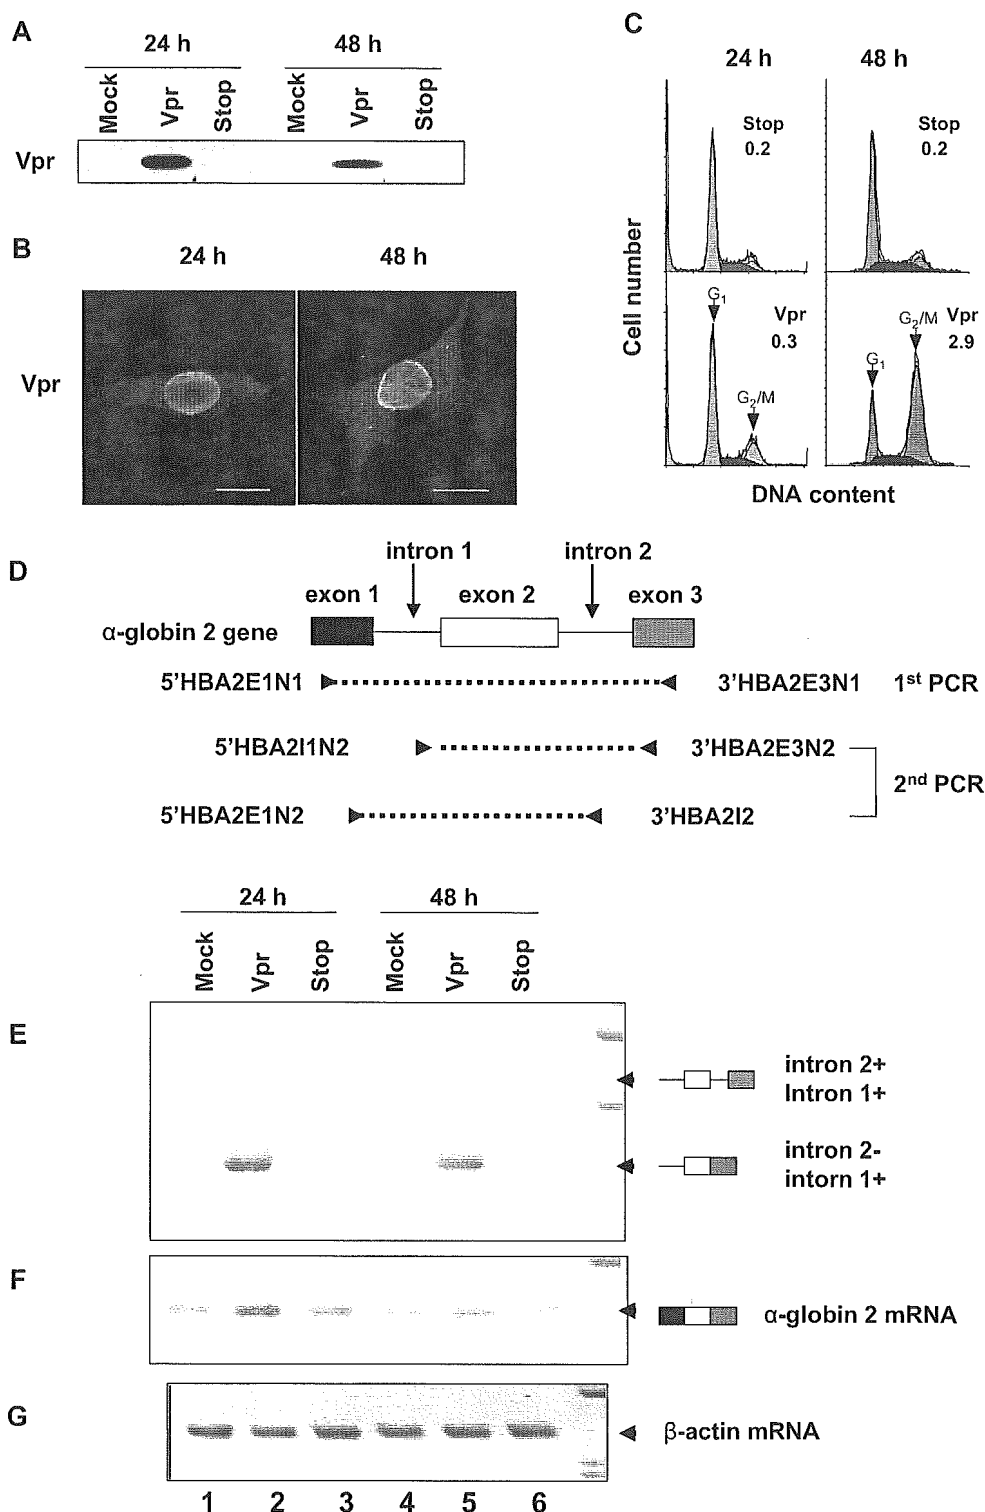 A
24 h
48 h
Mock
Vpr
Stop
Mock
Vpr
Stop
Vpr
B
24 h
48 h
Vpr
C
24 h
48 h
Stop
0.2
Stop
0.2
G1
Vpr
0.3
G2/M
G1
G2/M
Vpr
2.9
Cell number
DNA content
D
intron 1
intron 2
exon 1
exon 2
exon 3
α-globin 2 gene
5'HBA2E1N1
3'HBA2E3N1
1st PCR
5'HBA2I1N2
3'HBA2E3N2
2nd PCR
5'HBA2E1N2
3'HBA2I2
24 h
48 h
Mock
Vpr
Stop
Mock
Vpr
Stop
E
intron 2+
Intron 1+
intron 2-
intorn 1+
F
α-globin 2 mRNA
G
β-actin mRNA
1 2 3 4 5 6